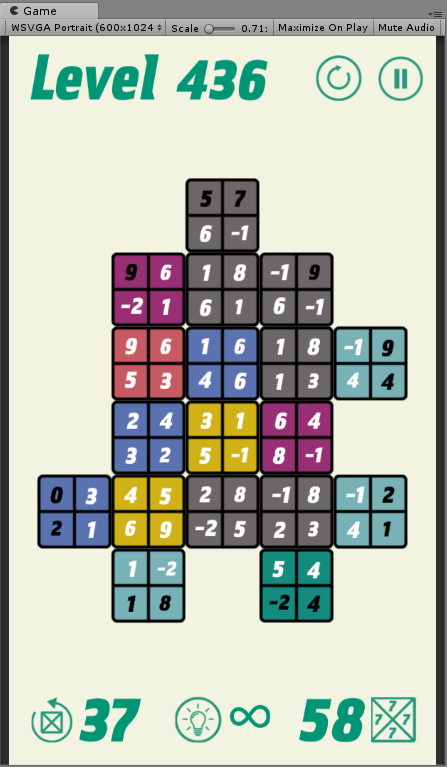 Game
WSVGA Portrait (600x1024 Scale 0.71: Maximize On Play Mute Audio
Level 436
5 7
6 -1
9 6 1 8 -1 9
-2 1 6 1 6 -1
9 6 1 6 1 8 -1 9
5 3 4 6 1 3 4 4
2 4 3 1 6 4
3 2 5 -1 8 -1
0 3 4 5 2 8 -1 8 -1 2
2 1 6 9 -2 5 2 3 4 1
1 -2 5 4
1 8 -2 4
37 ∞ 58 7 7 7 7